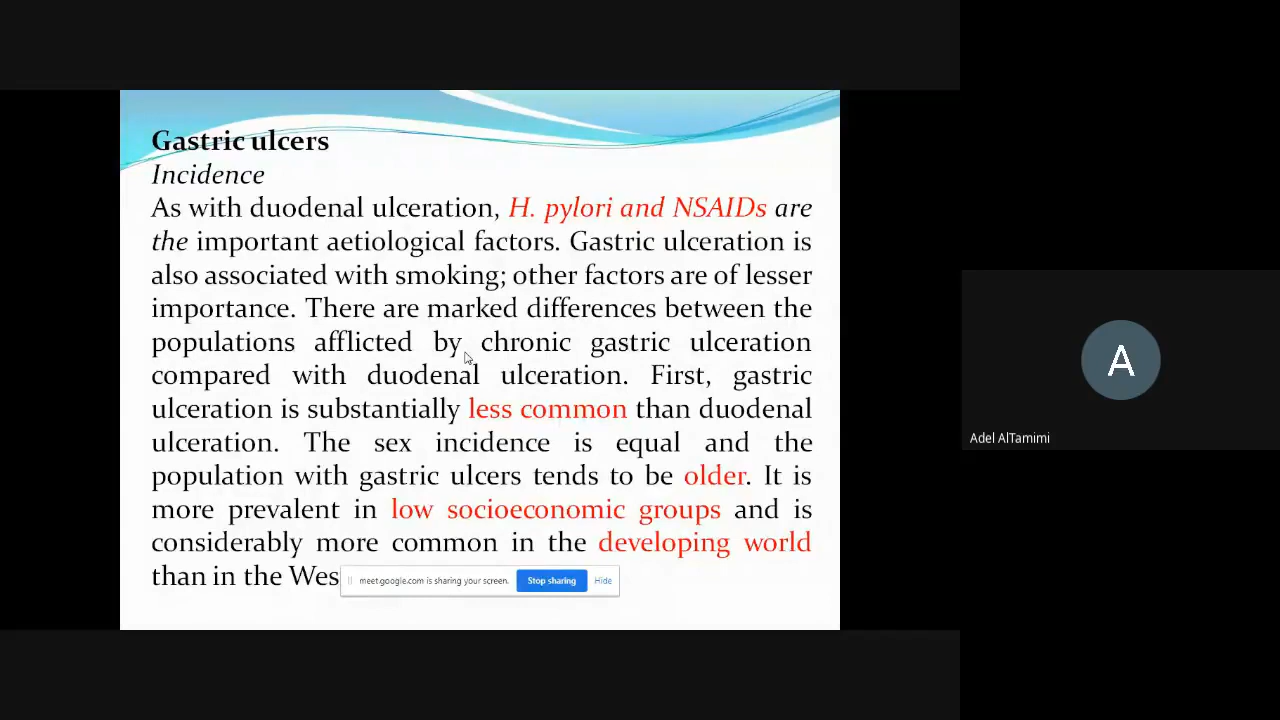 Gastric ulcers
Incidence
As with duodenal ulceration, H. pylori and NSAIDs are
the important aetiological factors. Gastric ulceration is
also associated with smoking; other factors are of lesser
importance. There are marked differences between the
populations afflicted by chronic gastric ulceration
compared with duodenal ulceration. First, gastric
ulceration is substantially less common than duodenal
ulceration. The sex incidence is equal and the
population with gastric ulcers tends to be older. It is
more prevalent in low socioeconomic groups and is
considerably more common in the developing world
than in the Wes
meet.google.com is sharing your screen. Stop sharing Hide
A
Adel AlTamimi